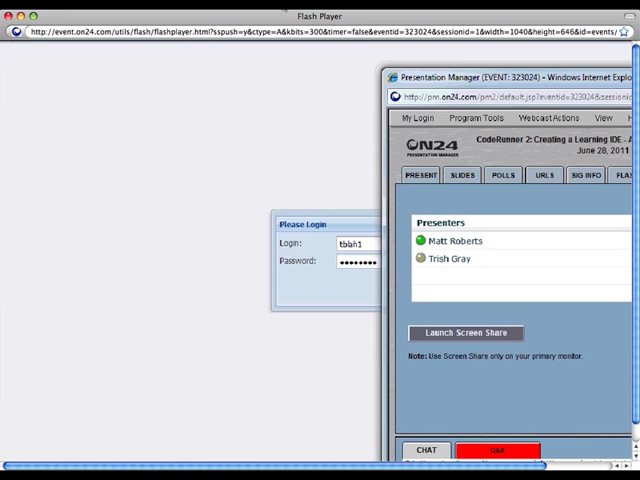 Flash Player
http://event.on24.com/utils/flash/flashplayer.html?sspush=y&ctype=A&kbits=300&timer=false&eventid=323024&sessionid=1&width=1040&height=646&id=events/
Presentation Manager (EVENT: 323024) - Windows Internet Explo
http://pm.on24.com/pm2/default.jsp?eventid=323024&sessionid
My Login Program Tools Webcast Actions View H
ON24
PRESENTATION MANAGER
CodeRunner 2: Creating a Learning IDE - A
June 28, 2011
PRESENT SLIDES POLLS URLS SIG INFO FLAS
Please Login
Login: tblah1
Password: ••••••••
Presenters
Matt Roberts
Trish Gray
Launch Screen Share
Note: Use Screen Share only on your primary monitor.
CHAT Q&A